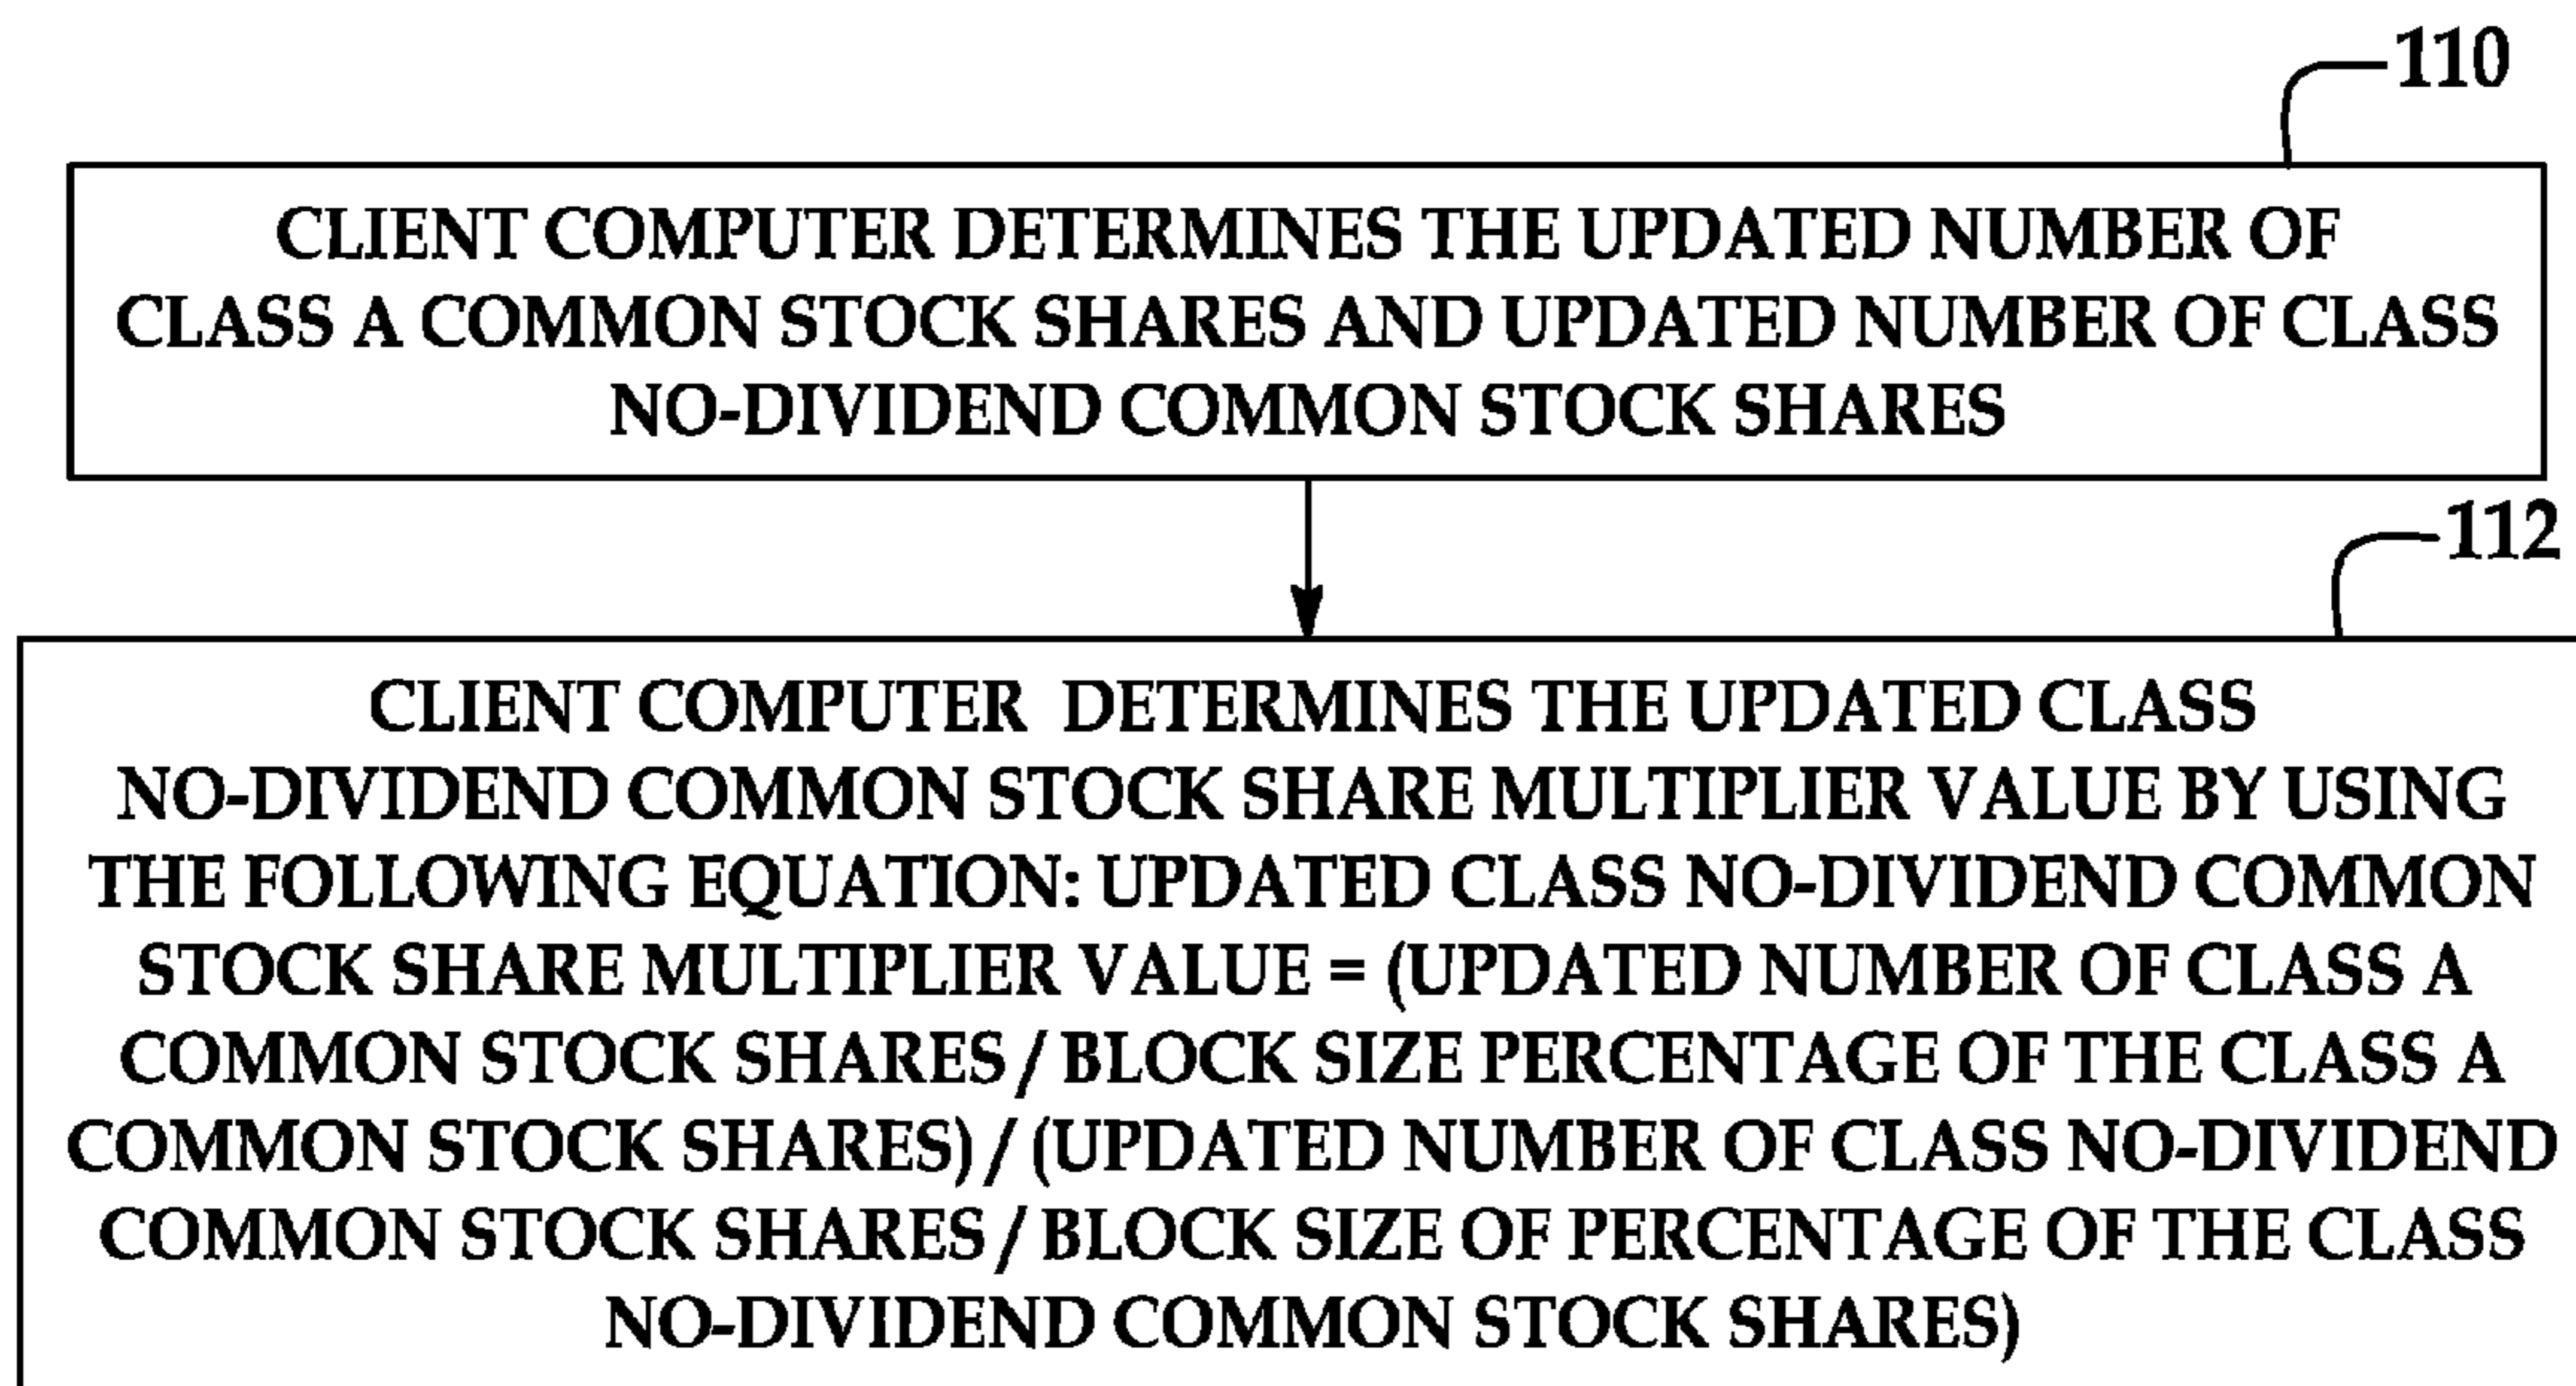 110
CLIENT COMPUTER DETERMINES THE UPDATED NUMBER OF
CLASS A COMMON STOCK SHARES AND UPDATED NUMBER OF CLASS
NO-DIVIDEND COMMON STOCK SHARES
112
CLIENT COMPUTER DETERMINES THE UPDATED CLASS
NO-DIVIDEND COMMON STOCK SHARE MULTIPLIER VALUE BY USING
THE FOLLOWING EQUATION: UPDATED CLASS NO-DIVIDEND COMMON
STOCK SHARE MULTIPLIER VALUE = (UPDATED NUMBER OF CLASS A
COMMON STOCK SHARES / BLOCK SIZE PERCENTAGE OF THE CLASS A
COMMON STOCK SHARES) / (UPDATED NUMBER OF CLASS NO-DIVIDEND
COMMON STOCK SHARES / BLOCK SIZE OF PERCENTAGE OF THE CLASS
NO-DIVIDEND COMMON STOCK SHARES)